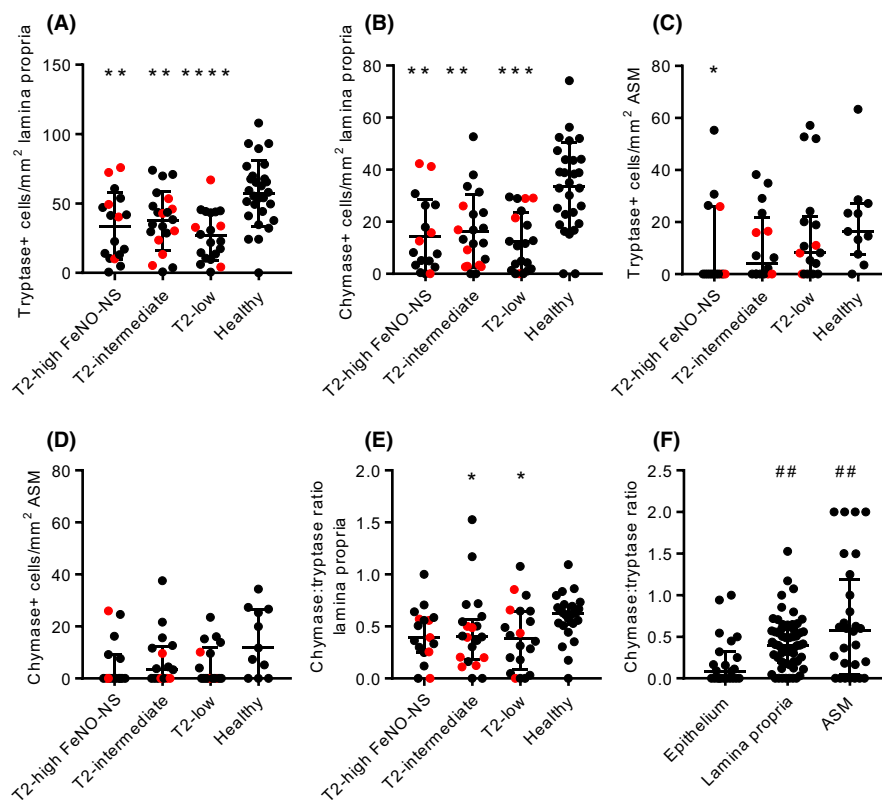 (A)
Tryptase+ cells/mm² lamina propria
** ** ****
150
100
50
0
T2-high FeNO-NS
T2-intermediate
T2-low
Healthy
(B)
Chymase+ cells/mm² lamina propria
** ** ***
80
60
40
20
0
T2-high FeNO-NS
T2-intermediate
T2-low
Healthy
(C)
Tryptase+ cells/mm² ASM
*
80
60
40
20
0
T2-high FeNO-NS
T2-intermediate
T2-low
Healthy
(D)
Chymase+ cells/mm² ASM
80
60
40
20
0
T2-high FeNO-NS
T2-intermediate
T2-low
Healthy
(E)
Chymase:tryptase ratio
lamina propria
* *
2.0
1.5
1.0
0.5
0.0
T2-high FeNO-NS
T2-intermediate
T2-low
Healthy
(F)
Chymase:tryptase ratio
## ##
2.5
2.0
1.5
1.0
0.5
0.0
Epithelium
Lamina propria
ASM